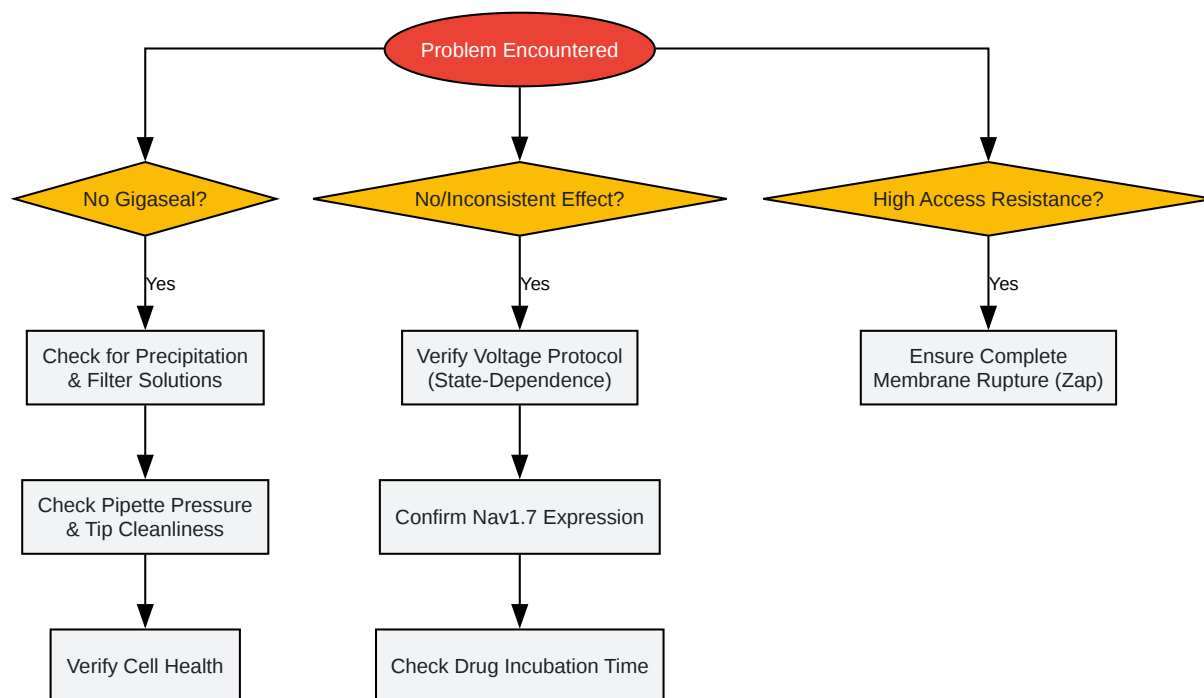 Problem Encountered
No Gigaseal?
No/Inconsistent Effect?
High Access Resistance?
Yes
Yes
Yes
Check for Precipitation
& Filter Solutions
Verify Voltage Protocol
(State-Dependence)
Ensure Complete
Membrane Rupture (Zap)
Check Pipette Pressure
& Tip Cleanliness
Confirm Nav1.7 Expression
Verify Cell Health
Check Drug Incubation Time